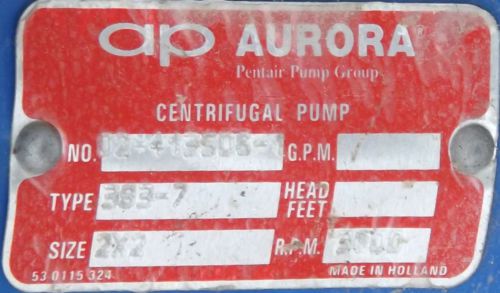 ap AURORA
Pentair Pump Group
CENTRIFUGAL PUMP
NO. G.P.M.
TYPE 383-7 HEAD FEET
SIZE 2X2 R.P.M. 3500
53 0115 324 MADE IN HOLLAND